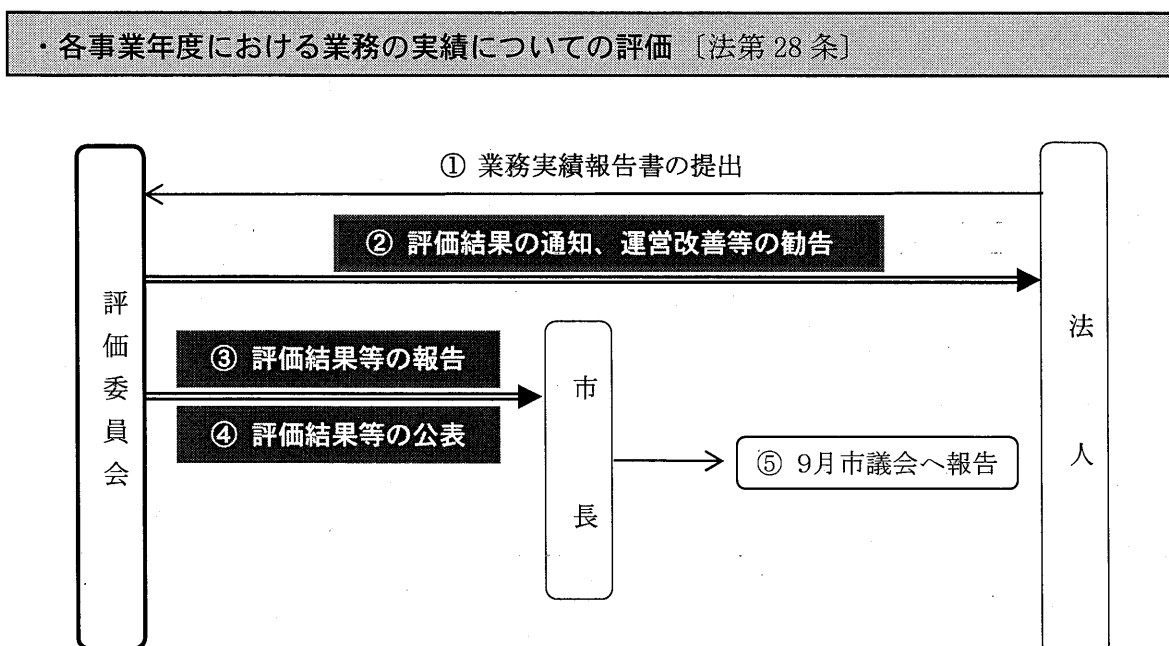 ・各事業年度における業務の実績についての評価〔法第28条〕
① 業務実績報告書の提出
② 評価結果の通知、運営改善等の勧告
評価委員会
③ 評価結果等の報告
④ 評価結果等の公表
市長
⑤ 9月市議会へ報告
法人